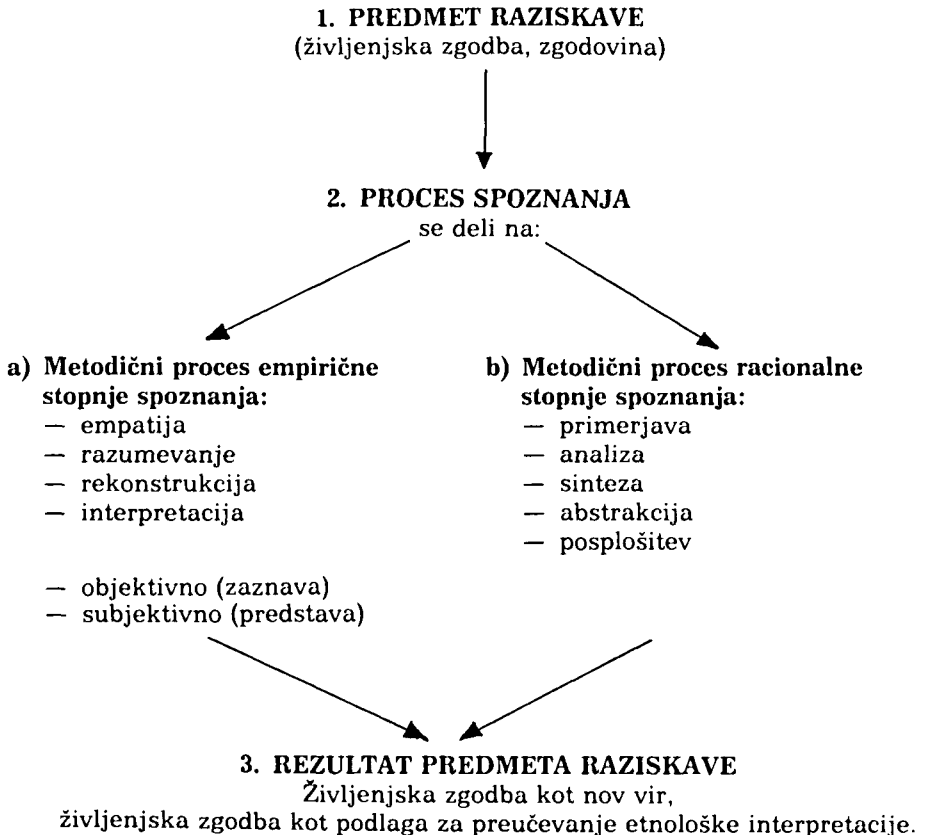 1. PREDMET RAZISKAVE
(življenjska zgodba, zgodovina)
2. PROCES SPOZNANJA
se deli na:
a) Metodični proces empirične
stopnje spoznanja:
— empatija
— razumevanje
— rekonstrukcija
— interpretacija
— objektivno (zaznava)
— subjektivno (predstava)
b) Metodični proces racionalne
stopnje spoznanja:
— primerjava
— analiza
— sinteza
— abstrakcija
— posplošitev
3. REZULTAT PREDMETA RAZISKAVE
Življenjska zgodba kot nov vir,
življenjska zgodba kot podlaga za preučevanje etnološke interpretacije.